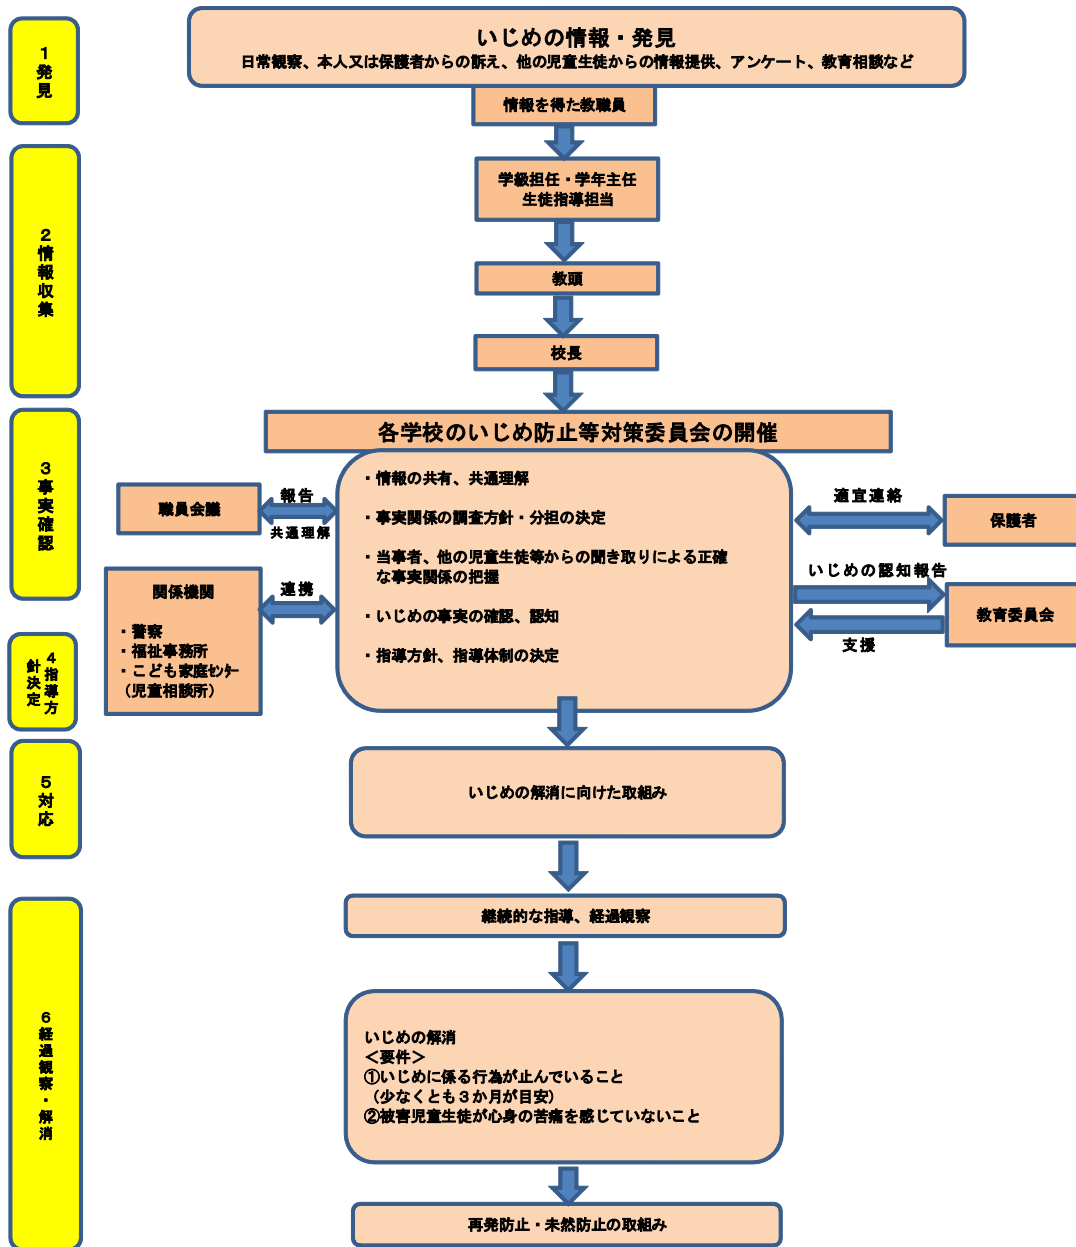 1発見
いじめの情報・発見
日常観察、本人又は保護者からの訴え、他の児童生徒からの情報提供、アンケート、教育相談など
情報を得た教職員
2情報収集
学級担任・学年主任
生徒指導担当
教頭
校長
3事実確認
各学校のいじめ防止等対策委員会の開催
・情報の共有、共通理解
・事実関係の調査方針・分担の決定
・当事者、他の児童生徒等からの聞き取りによる正確
な事実関係の把握
・いじめの事実の確認、認知
・指導方針、指導体制の決定
職員会議
報告
共通理解
関係機関
・警察
・福祉事務所
・こども家庭ｾﾝﾀｰ
（児童相談所）
連携
適宜連絡
保護者
いじめの認知報告
教育委員会
支援
4指導方
針決定
5対応
いじめの解消に向けた取組み
6経過観察・解消
継続的な指導、経過観察
いじめの解消
＜要件＞
①いじめに係る行為が止んでいること
（少なくとも３か月が目安）
②被害児童生徒が心身の苦痛を感じていないこと
再発防止・未然防止の取組み